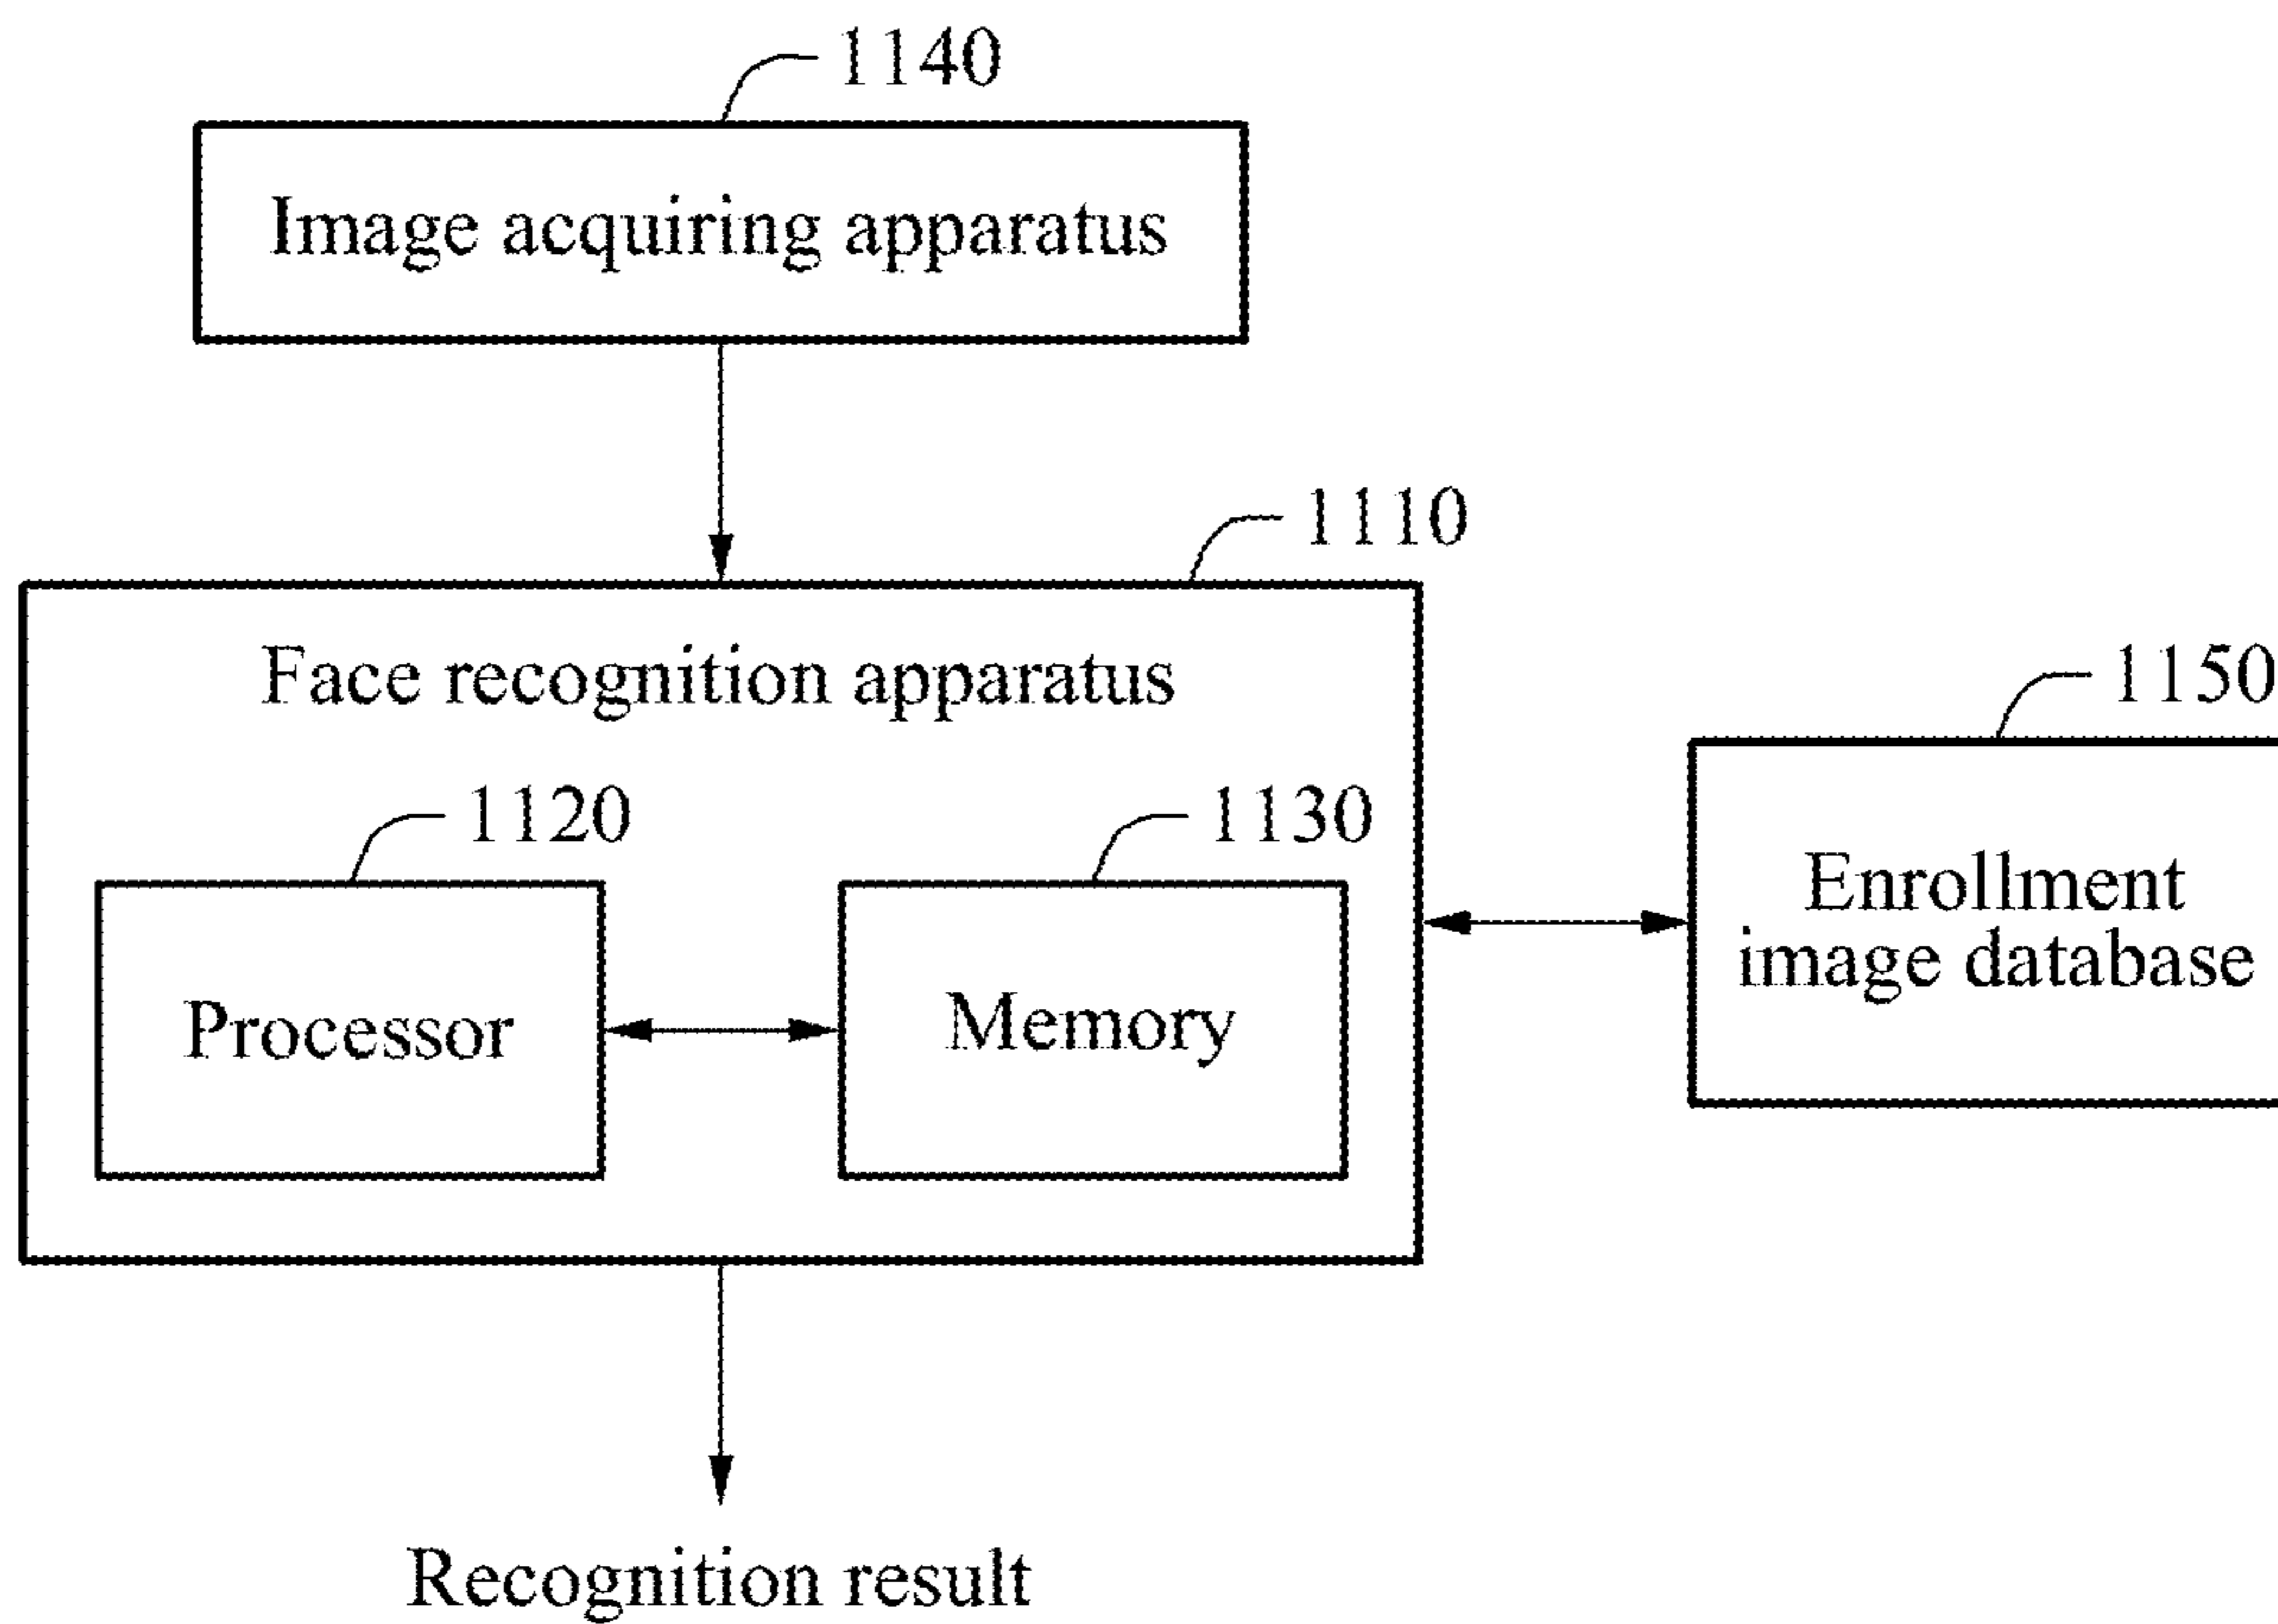 1140
Image acquiring apparatus
1110
Face recognition apparatus
1150
1120
1130
Enrollment
image database
Processor
Memory
Recognition result